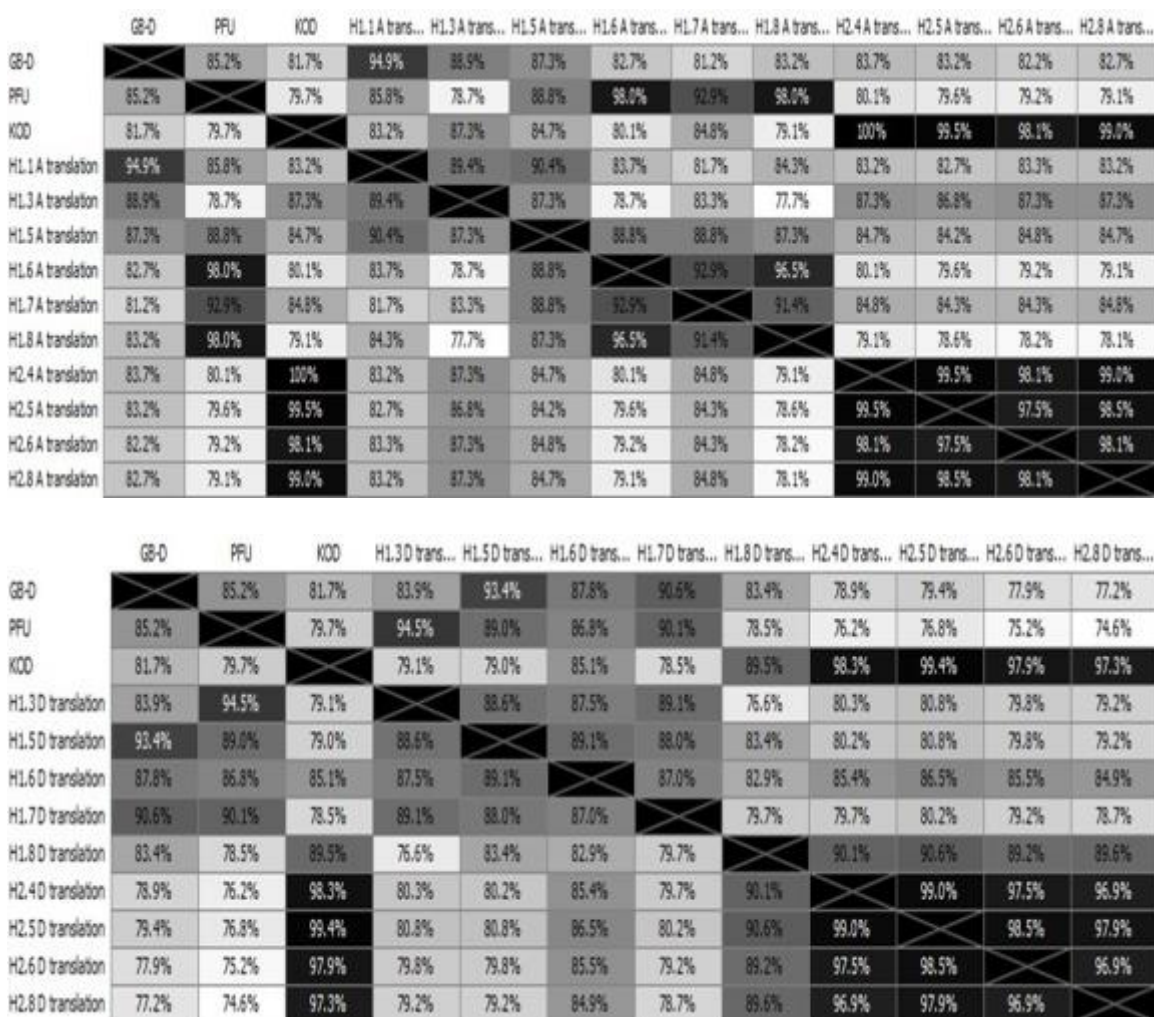 GB-D PFU KOD H1.1 A trans... H1.3 A trans... H1.5 A trans... H1.6 A trans... H1.7 A trans... H1.8 A trans... H2.4 A trans... H2.5 A trans... H2.6 A trans... H2.8 A trans...
GB-D 85.2% 81.7% 94.9% 88.9% 87.3% 82.7% 81.2% 83.2% 83.7% 83.2% 82.2% 82.7%
PFU 85.2% 79.7% 85.8% 78.7% 88.8% 98.0% 92.9% 98.0% 80.1% 79.6% 79.2% 79.1%
KOD 81.7% 79.7% 83.2% 87.3% 84.7% 80.1% 84.8% 79.1% 100% 99.5% 98.1% 99.0%
H1.1 A translation 94.9% 85.8% 83.2% 89.4% 90.4% 83.7% 81.7% 84.3% 83.2% 82.7% 83.3% 83.2%
H1.3 A translation 88.9% 78.7% 87.3% 89.4% 87.3% 78.7% 83.3% 77.7% 87.3% 86.8% 87.3% 87.3%
H1.5 A translation 87.3% 88.8% 84.7% 90.4% 87.3% 88.8% 88.8% 87.3% 84.7% 84.2% 84.8% 84.7%
H1.6 A translation 82.7% 98.0% 80.1% 83.7% 78.7% 88.8% 92.9% 96.5% 80.1% 79.6% 79.2% 79.1%
H1.7 A translation 81.2% 92.9% 84.8% 81.7% 83.3% 88.8% 92.9% 91.4% 84.8% 84.3% 84.3% 84.8%
H1.8 A translation 83.2% 98.0% 79.1% 84.3% 77.7% 87.3% 96.5% 91.4% 79.1% 78.6% 78.2% 78.1%
H2.4 A translation 83.7% 80.1% 100% 83.2% 87.3% 84.7% 80.1% 84.8% 79.1% 99.5% 98.1% 99.0%
H2.5 A translation 83.2% 79.6% 99.5% 82.7% 86.8% 84.2% 79.6% 84.3% 78.6% 99.5% 97.5% 98.5%
H2.6 A translation 82.2% 79.2% 98.1% 83.3% 87.3% 84.8% 79.2% 84.3% 78.2% 98.1% 97.5% 98.1%
H2.8 A translation 82.7% 79.1% 99.0% 83.2% 87.3% 84.7% 79.1% 84.8% 78.1% 99.0% 98.5% 98.1%
GB-D PFU KOD H1.3 D trans... H1.5 D trans... H1.6 D trans... H1.7 D trans... H1.8 D trans... H2.4 D trans... H2.5 D trans... H2.6 D trans... H2.8 D trans...
GB-D 85.2% 81.7% 83.9% 93.4% 87.8% 90.6% 83.4% 78.9% 79.4% 77.9% 77.2%
PFU 85.2% 79.7% 94.5% 89.0% 86.8% 90.1% 78.5% 76.2% 76.8% 75.2% 74.6%
KOD 81.7% 79.7% 79.1% 79.0% 85.1% 78.5% 89.5% 98.3% 99.4% 97.9% 97.3%
H1.3 D translation 83.9% 94.5% 79.1% 88.6% 87.5% 89.1% 76.6% 80.3% 80.8% 79.8% 79.2%
H1.5 D translation 93.4% 89.0% 79.0% 88.6% 89.1% 88.0% 83.4% 80.2% 80.8% 79.8% 79.2%
H1.6 D translation 87.8% 86.8% 85.1% 87.5% 89.1% 87.0% 82.9% 85.4% 86.5% 85.5% 84.9%
H1.7 D translation 90.6% 90.1% 78.5% 89.1% 88.0% 87.0% 79.7% 79.7% 80.2% 79.2% 78.7%
H1.8 D translation 83.4% 78.5% 89.5% 76.6% 83.4% 82.9% 79.7% 90.1% 90.6% 89.2% 89.6%
H2.4 D translation 78.9% 76.2% 98.3% 80.3% 80.2% 85.4% 79.7% 90.1% 99.0% 97.5% 96.9%
H2.5 D translation 79.4% 76.8% 99.4% 80.8% 80.8% 86.5% 80.2% 90.6% 99.0% 98.5% 97.9%
H2.6 D translation 77.9% 75.2% 97.9% 79.8% 79.8% 85.5% 79.2% 89.2% 97.5% 98.5% 96.9%
H2.8 D translation 77.2% 74.6% 97.3% 79.2% 79.2% 84.9% 78.7% 89.6% 96.9% 97.9% 96.9%